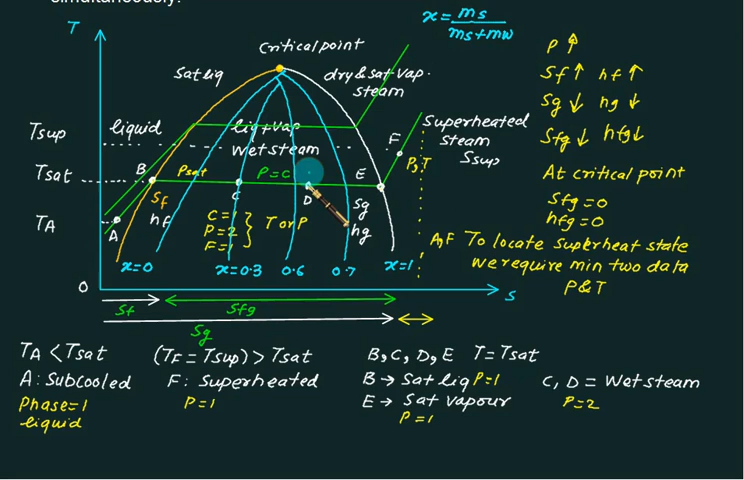 simultaneously.
T
x = ms / ms+mw
Critical point
Sat liq
dry & sat vap.
steam
P ↑
Sf ↑ hf ↑
Sg ↓ hg ↓
Sfg ↓ hfg ↓
At critical point
Sfg = 0
hfg = 0
Tsup
liquid
liq+vap
Wet steam
Superheated
steam
Ssup
F
P, T
Tsat
B
Psat
P = C
E
C
D
Sf
hf
Sg
hg
TA
A
C = 1
P = 2
F = 1
T or P
x=0
x=0.3
0.6
0.7
x=1
A,F To locate Superheat state
we require min two data
P & T
0
S
Sf
Sfg
Sg
TA < Tsat
A : Subcooled
Phase = 1
liquid
(TF = Tsup) > Tsat
F : Superheated
P = 1
B, C, D, E T = Tsat
B → Sat liq P = 1
E → Sat Vapour
P = 1
C, D = Wet steam
P = 2